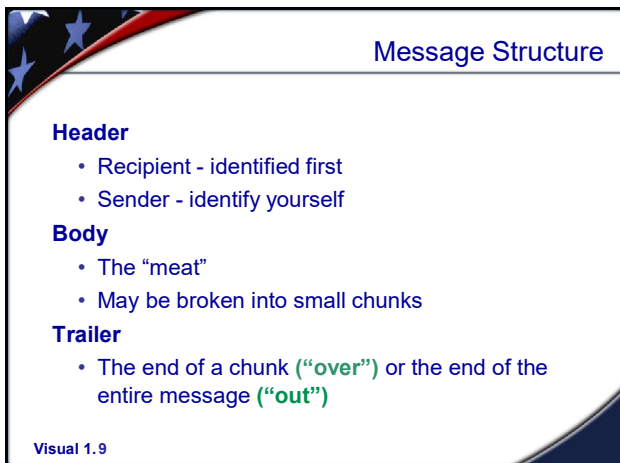 Message Structure
Header
• Recipient - identified first
• Sender - identify yourself
Body
• The “meat”
• May be broken into small chunks
Trailer
• The end of a chunk (“over”) or the end of the
entire message (“out”)
Visual 1.9